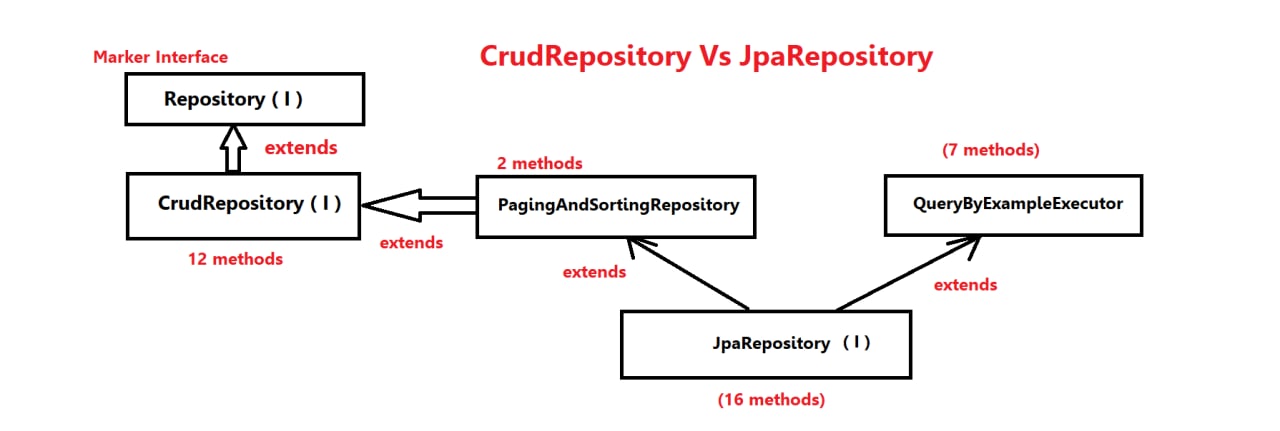 CrudRepository Vs JpaRepository
Marker Interface
Repository ( I )
extends
CrudRepository ( I )
12 methods
extends
2 methods
PagingAndSortingRepository
(7 methods)
QueryByExampleExecutor
extends
extends
JpaRepository ( I )
(16 methods)